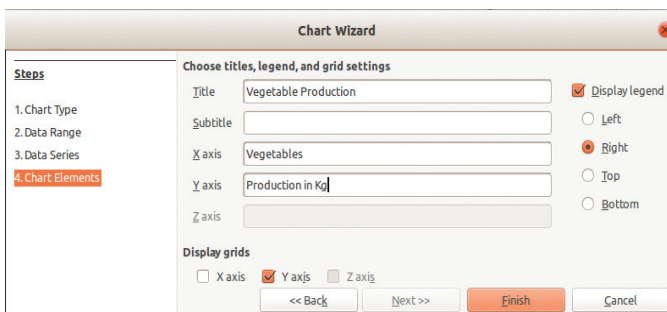 Chart Wizard
Steps
1.Chart Type
2.Data Range
3.Data Series
4.Chart Elements
Choose titles, legend, and grid settings
Title Vegetable Production
Subtitle
X axis Vegetables
Y axis Production in Kg
Z axis
Display legend
Left
Right
Top
Bottom
Display grids
X axis Y axis Z axis
<< Back Next >> Finish Cancel